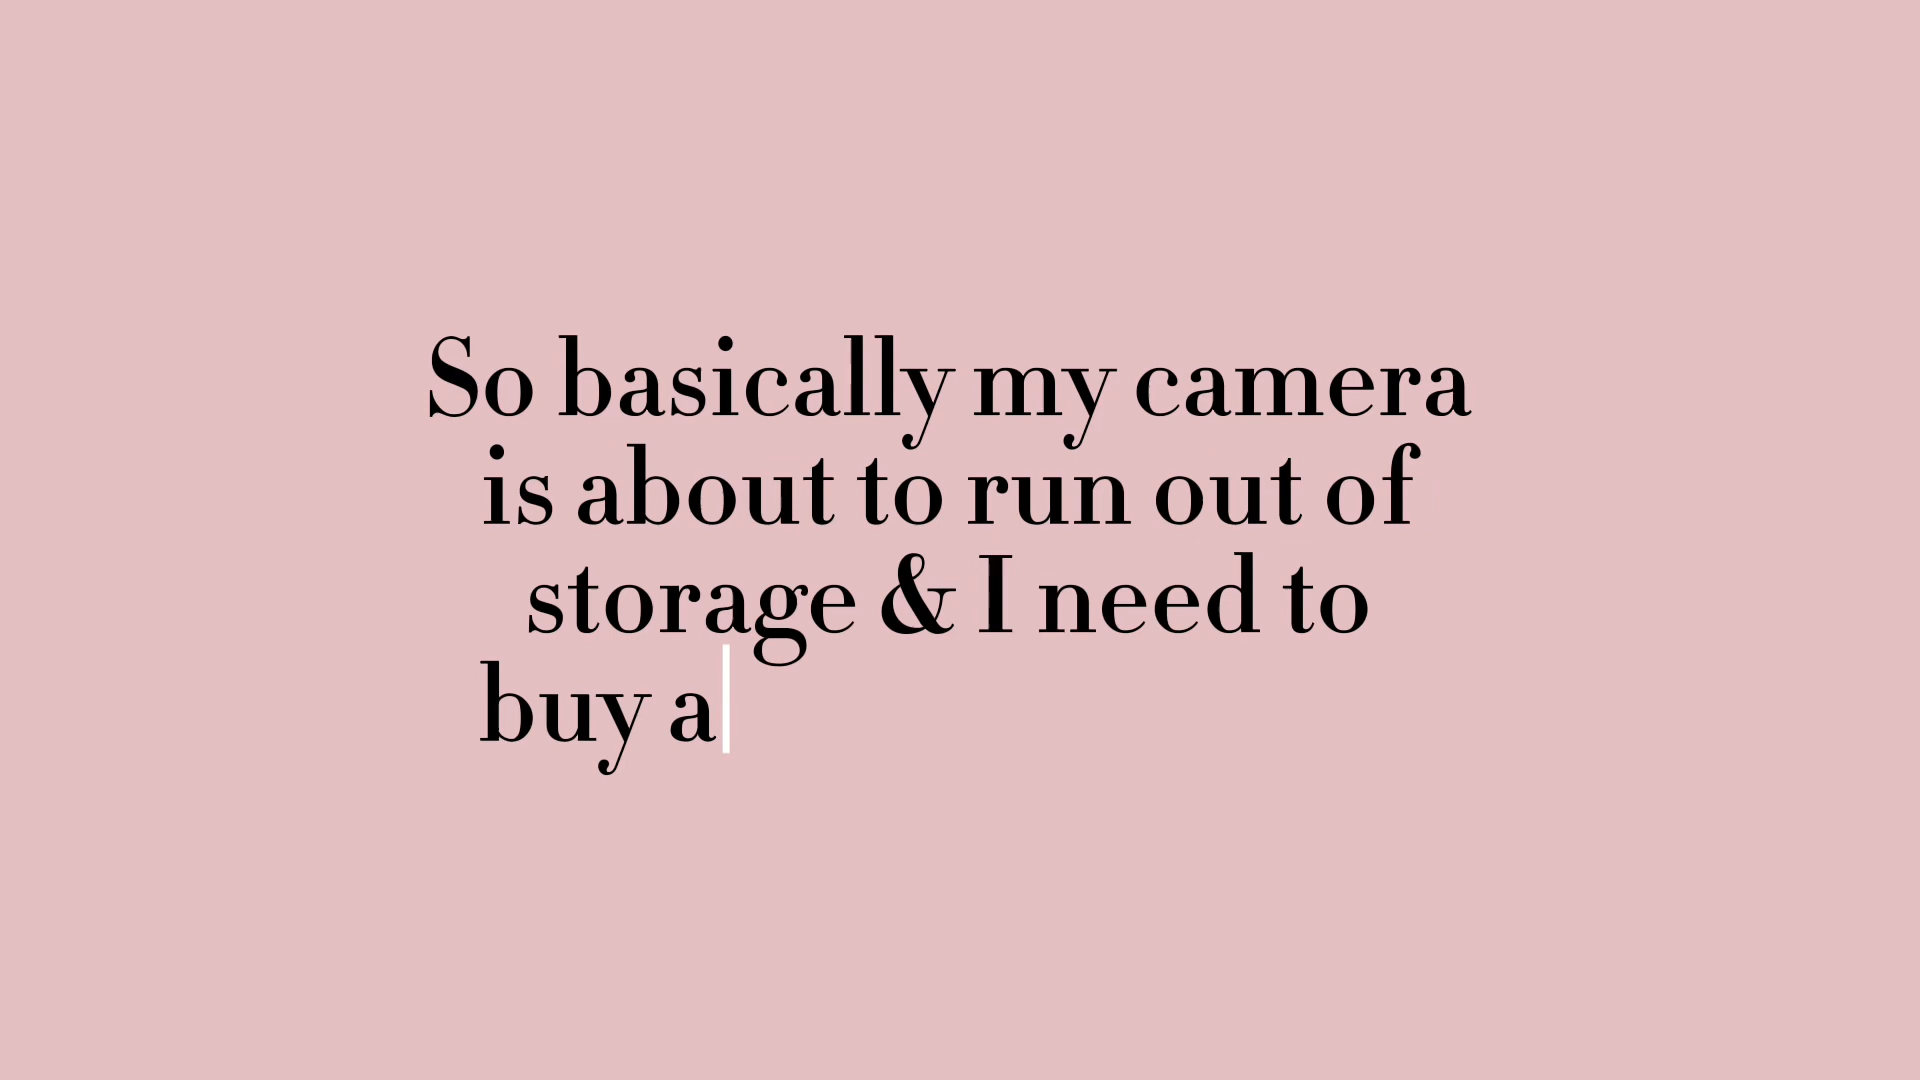 So basically my camera
is about to run out of
storage & I need to
buy a